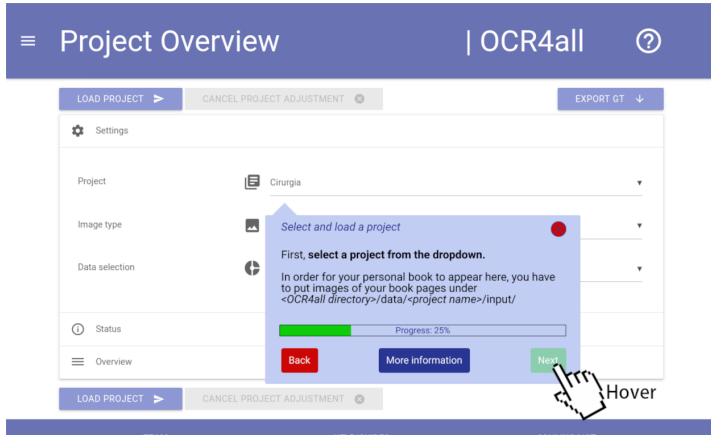 Project Overview | OCR4all
LOAD PROJECT CANCEL PROJECT ADJUSTMENT EXPORT GT
Settings
Project Cirurgia
Image type
Select and load a project
First, select a project from the dropdown.
Data selection
In order for your personal book to appear here, you have
to put images of your book pages under
<OCR4all directory>/data/<project name>/input/
Status
Progress: 25%
Overview
Back More information Next
Hover
LOAD PROJECT CANCEL PROJECT ADJUSTMENT